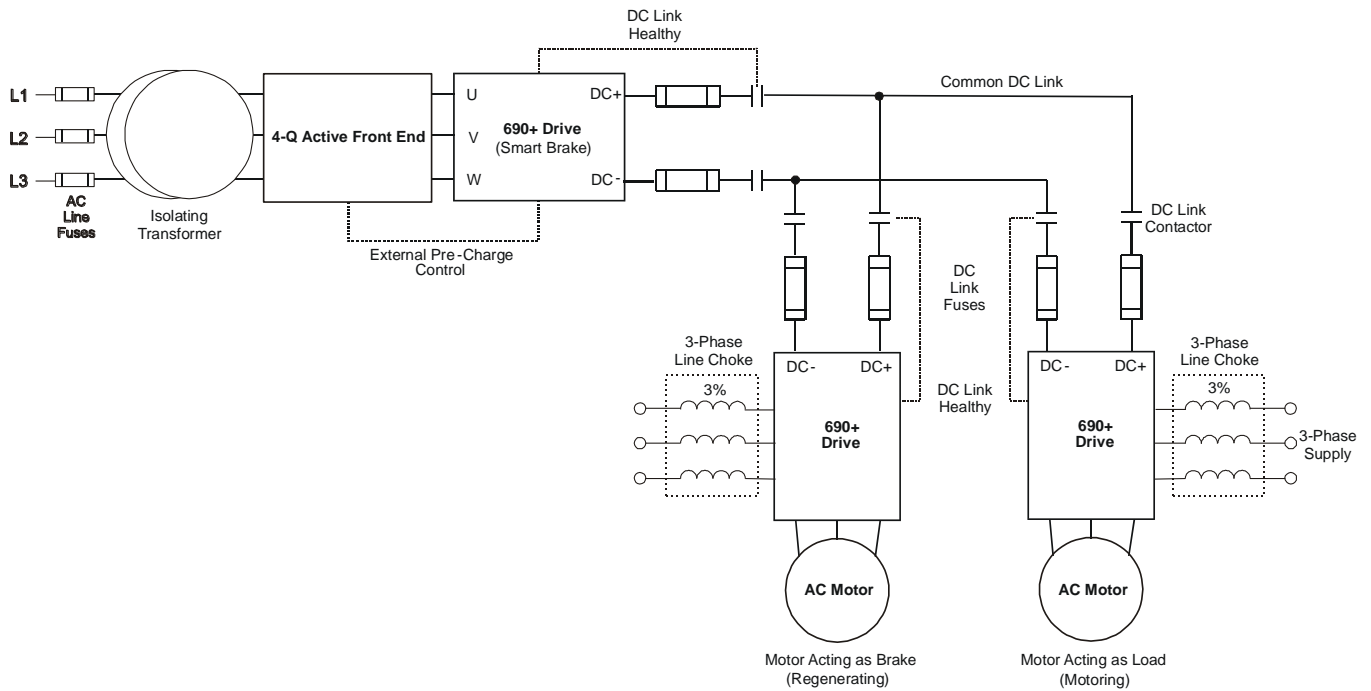 DC Link
Healthy
L1
L2
L3
AC
Line
Fuses
Isolating
Transformer
4-Q Active Front End
External Pre-Charge
Control
U
V
W
690+ Drive
(Smart Brake)
DC+
DC-
Common DC Link
DC Link
Contactor
DC
Link
Fuses
DC Link
Healthy
3-Phase
Line Choke
3%
DC-
DC+
690+
Drive
AC Motor
Motor Acting as Brake
(Regenerating)
DC-
DC+
690+
Drive
3-Phase
Line Choke
3%
3-Phase
Supply
AC Motor
Motor Acting as Load
(Motoring)